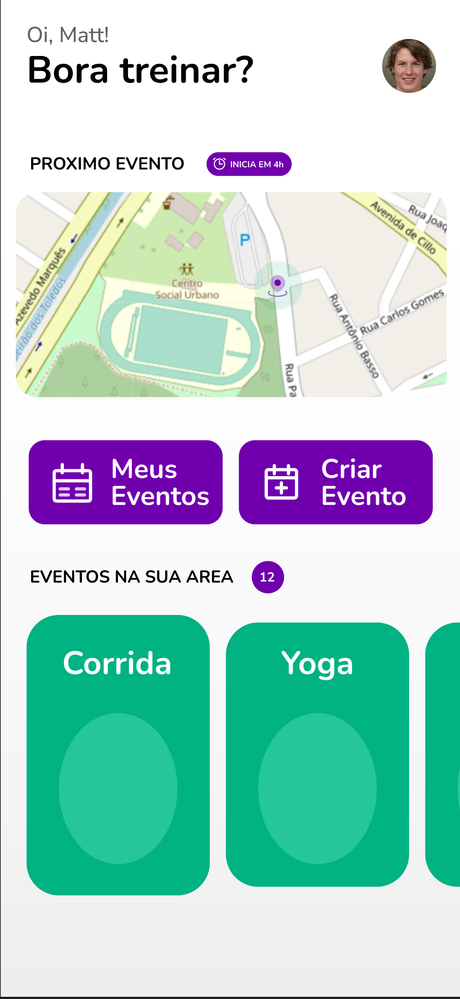 Oi, Matt!
Bora treinar?
PROXIMO EVENTO
INICIA EM 4h
Avenida de Cillo
Rua Joaq
P
Azevedo Marquês
eirão dos Toledos
Centro
Social Urbano
Rua Antônio Basso
Rua Carlos Gomes
Rua Pa
Meus
Eventos
Criar
Evento
EVENTOS NA SUA AREA
12
Corrida
Yoga